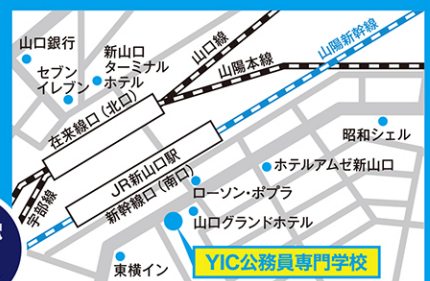 山口銀行
セブン
イレブン
新山口
ターミナル
ホテル
山口線
山陽本線
山陽新幹線
在来線口（北口）
JR新山口駅
新幹線口（南口）
宇部線
昭和シェル
ホテルアムゼ新山口
ローソン・ポプラ
山口グランドホテル
YIC公務員専門学校
東横イン